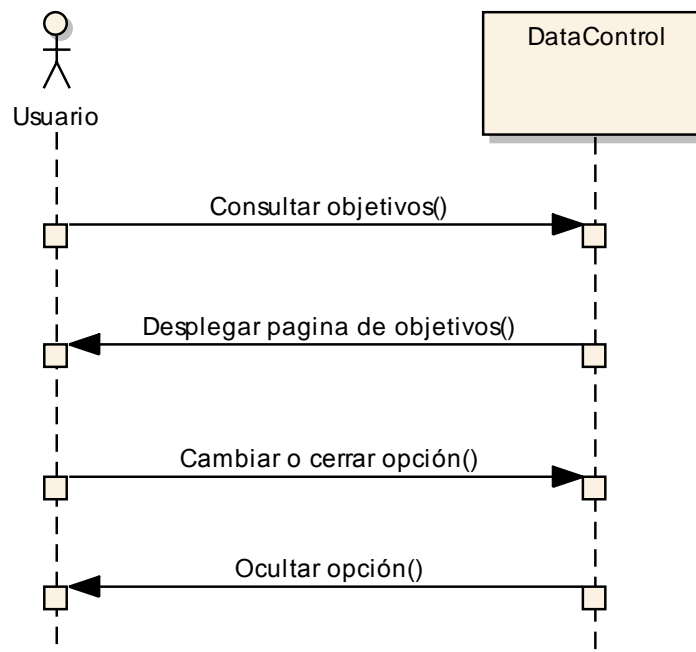 DataControl
Usuario
Consultar objetivos()
Desplegar pagina de objetivos()
Cambiar o cerrar opción()
Ocultar opción()